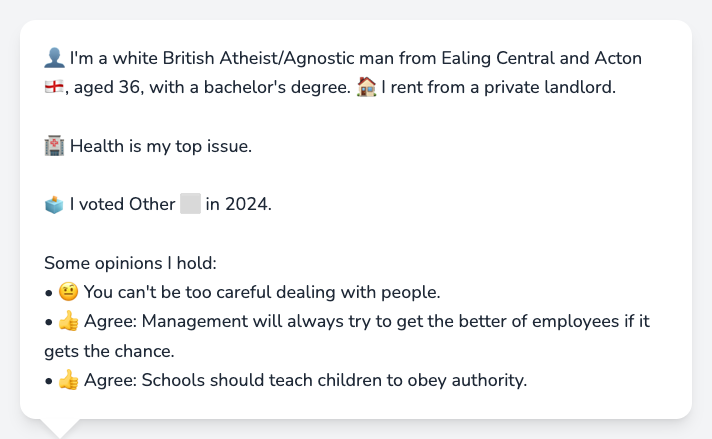 👤 I'm a white British Atheist/Agnostic man from Ealing Central and Acton
🏴󠁧󠁢󠁥󠁮󠁧󠁿, aged 36, with a bachelor's degree. 🏠 I rent from a private landlord.
🏥 Health is my top issue.
🗳️ I voted Other ⬜ in 2024.
Some opinions I hold:
• 🤨 You can't be too careful dealing with people.
• 👍 Agree: Management will always try to get the better of employees if it
gets the chance.
• 👍 Agree: Schools should teach children to obey authority.